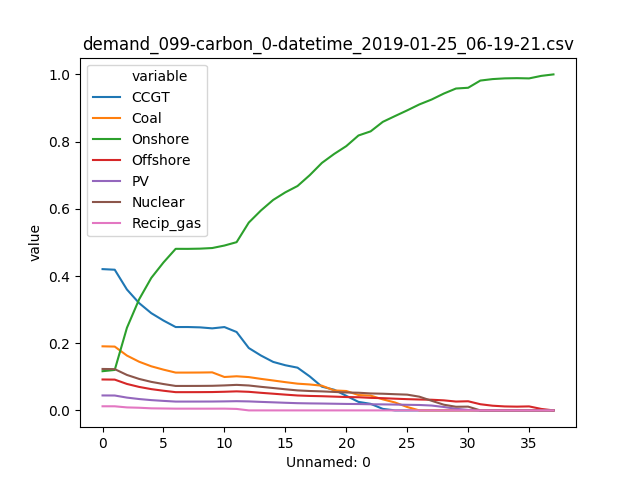 demand_099-carbon_0-datetime_2019-01-25_06-19-21.csv
variable
CCGT
Coal
Onshore
Offshore
PV
Nuclear
Recip_gas
value
1.0
0.8
0.6
0.4
0.2
0.0
0 5 10 15 20 25 30 35
Unnamed: 0